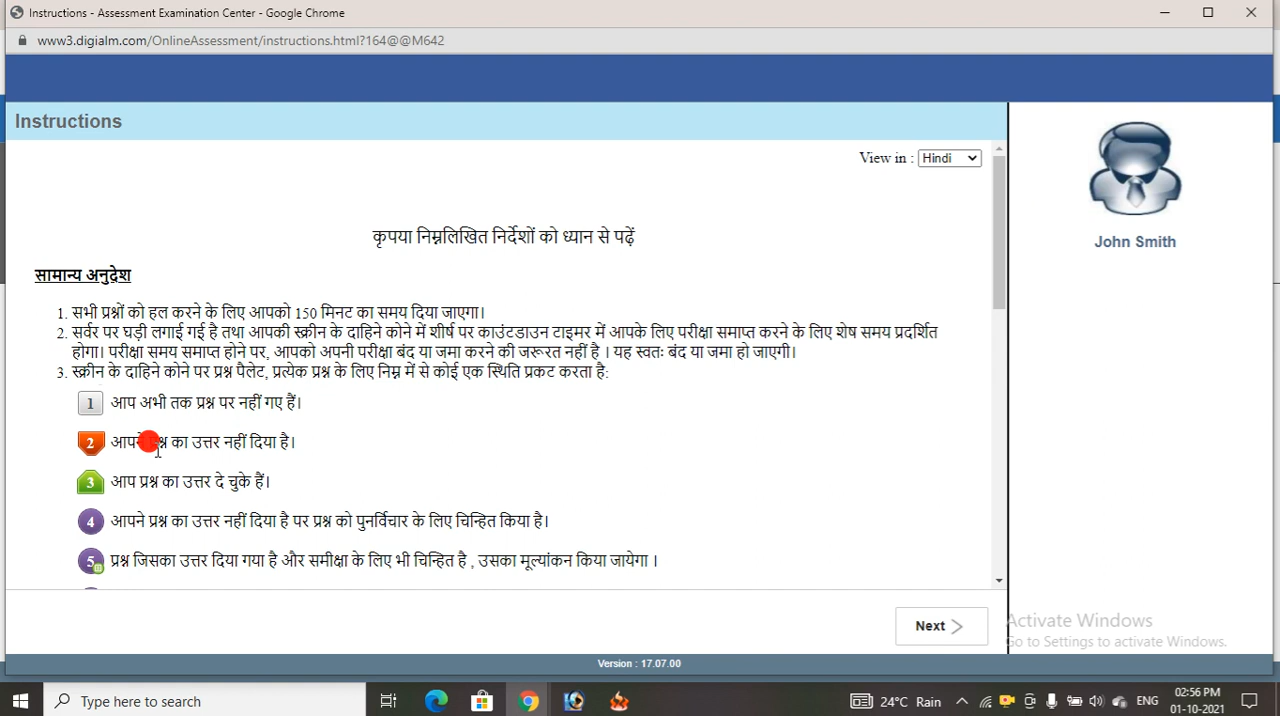 Instructions - Assessment Examination Center - Google Chrome
www3.digialm.com/OnlineAssessment/instructions.html?164@@M642
Instructions
View in : Hindi
John Smith
कृपया निम्नलिखित निर्देशों को ध्यान से पढ़ें
सामान्य अनुदेश
1. सभी प्रश्नों को हल करने के लिए आपको 150 मिनट का समय दिया जाएगा।
2. सर्वर पर घड़ी लगाई गई है तथा आपकी स्क्रीन के दाहिने कोने में शीर्ष पर काउंटडाउन टाइमर में आपके लिए परीक्षा समाप्त करने के लिए शेष समय प्रदर्शित
होगा। परीक्षा समय समाप्त होने पर, आपको अपनी परीक्षा बंद या जमा करने की जरूरत नहीं है । यह स्वतः बंद या जमा हो जाएगी।
3. स्क्रीन के दाहिने कोने पर प्रश्न पैलेट, प्रत्येक प्रश्न के लिए निम्न में से कोई एक स्थिति प्रकट करता है:
1 आप अभी तक प्रश्न पर नहीं गए हैं।
2 आपने प्रश्न का उत्तर नहीं दिया है।
3 आप प्रश्न का उत्तर दे चुके हैं।
4 आपने प्रश्न का उत्तर नहीं दिया है पर प्रश्न को पुनर्विचार के लिए चिन्हित किया है।
5 प्रश्न जिसका उत्तर दिया गया है और समीक्षा के लिए भी चिन्हित है , उसका मूल्यांकन किया जायेगा ।
Next
Activate Windows
Go to Settings to activate Windows.
Version : 17.07.00
Type here to search
24°C Rain
ENG
02:56 PM
01-10-2021